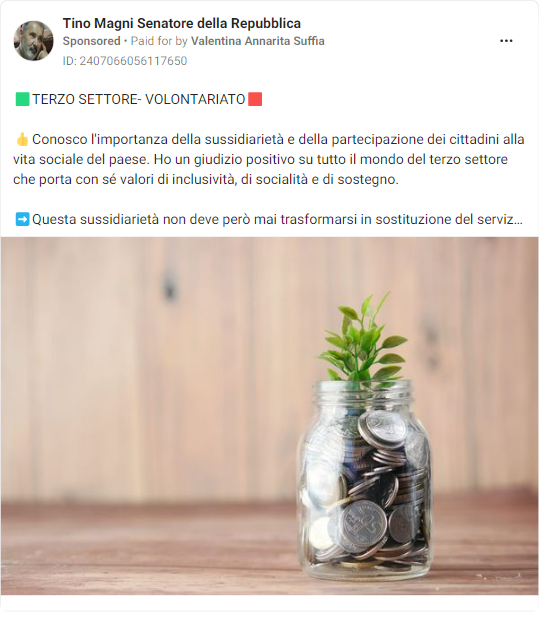 Tino Magni Senatore della Repubblica
Sponsored • Paid for by Valentina Annarita Suffia
ID: 2407066056117650
🟩TERZO SETTORE- VOLONTARIATO🟥
👍Conosco l'importanza della sussidiarietà e della partecipazione dei cittadini alla
vita sociale del paese. Ho un giudizio positivo su tutto il mondo del terzo settore
che porta con sé valori di inclusività, di socialità e di sostegno.
➡️Questa sussidiarietà non deve però mai trasformarsi in sostituzione del serviz...